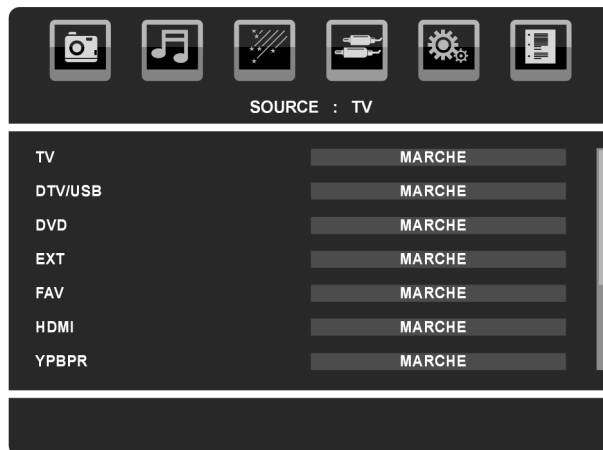 SOURCE : TV
TV MARCHE
DTV/USB MARCHE
DVD MARCHE
EXT MARCHE
FAV MARCHE
HDMI MARCHE
YPBPR MARCHE